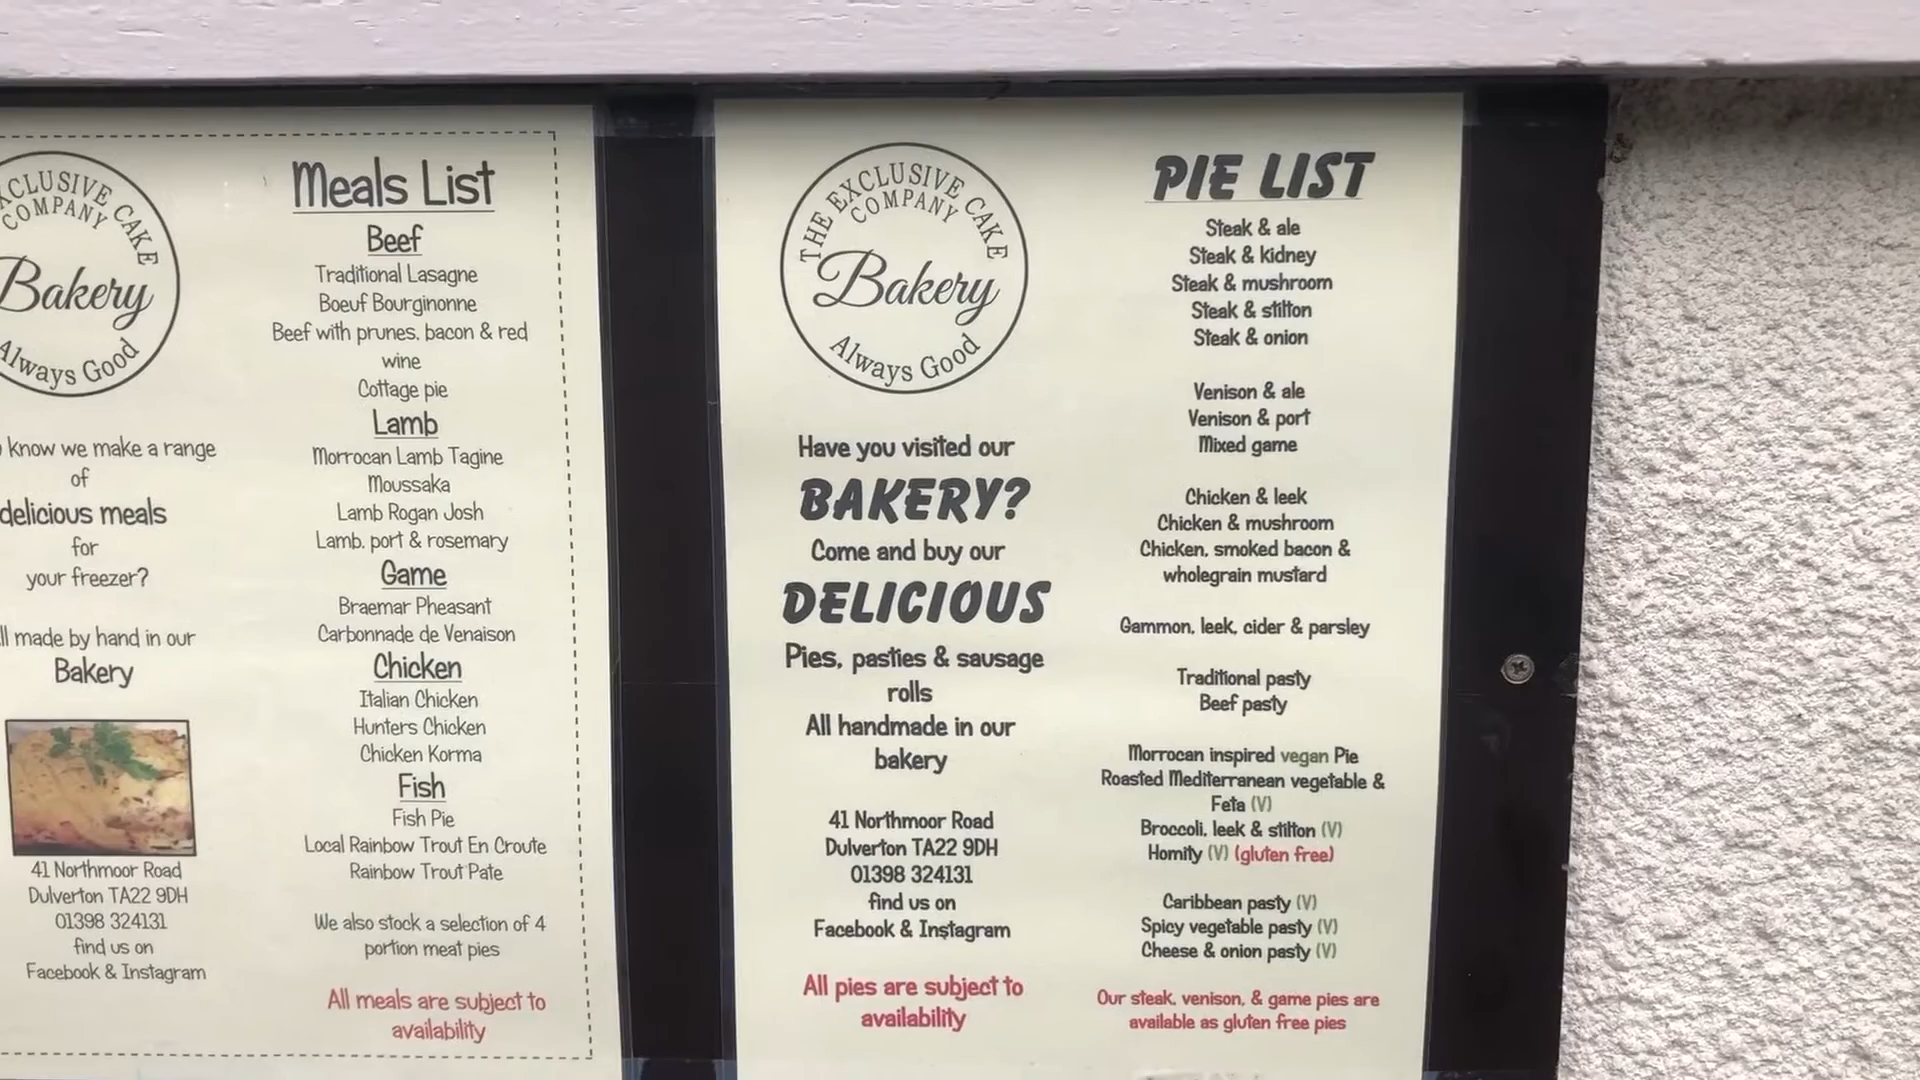 EXCLUSIVE CAKE
COMPANY
Bakery
Always Good
know we make a range
of
delicious meals
for
your freezer?
made by hand in our
Bakery
41 Northmoor Road
Dulverton TA22 9DH
01398 324131
find us on
Facebook & Instagram
Meals List
Beef
Traditional Lasagne
Boeuf Bourginonne
Beef with prunes, bacon & red
wine
Cottage pie
Lamb
Morrocan Lamb Tagine
Moussaka
Lamb Rogan Josh
Lamb, port & rosemary
Game
Braemar Pheasant
Carbonnade de Venaison
Chicken
Italian Chicken
Hunters Chicken
Chicken Korma
Fish
Fish Pie
Local Rainbow Trout En Croute
Rainbow Trout Pate
We also stock a selection of 4
portion meat pies
All meals are subject to
availability
THE EXCLUSIVE CAKE
COMPANY
Bakery
Always Good
Have you visited our
BAKERY?
Come and buy our
DELICIOUS
Pies, pasties & sausage
rolls
All handmade in our
bakery
41 Northmoor Road
Dulverton TA22 9DH
01398 324131
find us on
Facebook & Instagram
All pies are subject to
availability
PIE LIST
Steak & ale
Steak & kidney
Steak & mushroom
Steak & stilton
Steak & onion
Venison & ale
Venison & port
Mixed game
Chicken & leek
Chicken & mushroom
Chicken, smoked bacon &
wholegrain mustard
Gammon, leek, cider & parsley
Traditional pasty
Beef pasty
Morrocan inspired vegan Pie
Roasted Mediterranean vegetable &
Feta (V)
Broccoli, leek & stilton (V)
Homity (V) (gluten free)
Caribbean pasty (V)
Spicy vegetable pasty (V)
Cheese & onion pasty (V)
Our steak, venison, & game pies are
available as gluten free pies